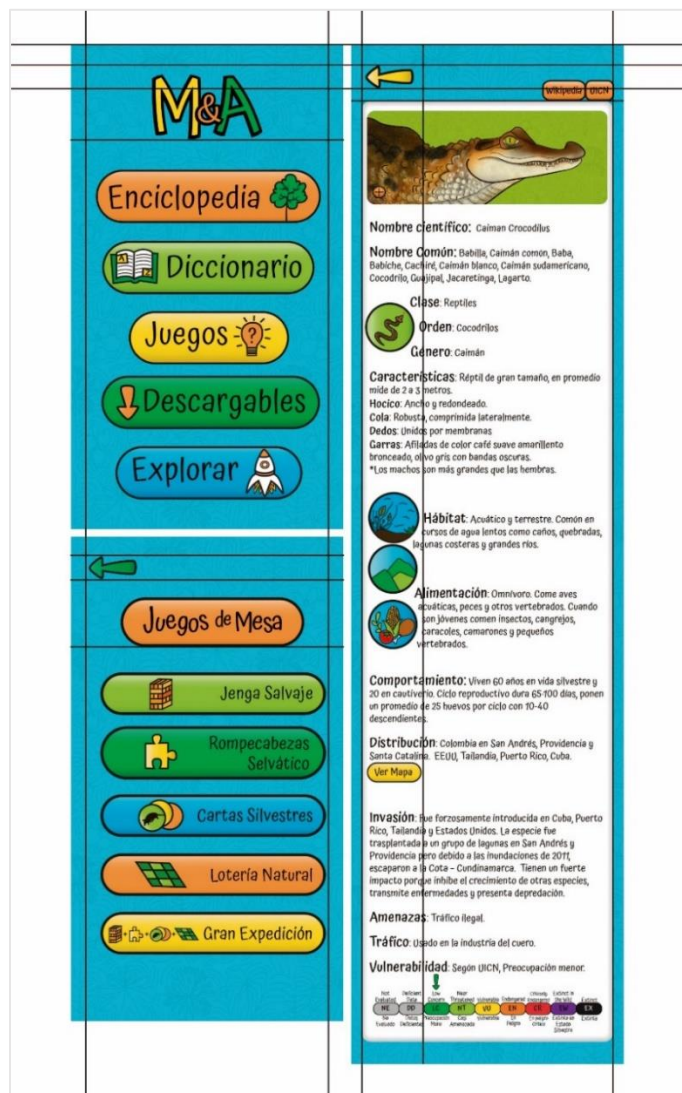 M&A
Enciclopedía
Diccionario
Juegos
Descargables
Explorar
Juegos de Mesa
Jenga Salvaje
Rompecabezas
Selvático
Cartas Silvestres
Lotería Natural
Gran Expedición
Wikipedia UICN
Nombre científico: Caiman Crocodilus
Nombre Común: Babilla, Caimán común, Baba,
Babiche, Cachiré, Caimán blanco, Caimán sudamericano,
Cocodrilo, Guajipal, Jacaretinga, Lagarto.
Clase: Reptiles
Orden: Cocodrilos
Género: Caimán
Características: Réptil de gran tamaño, en promedio
mide de 2 a 3 metros.
Hocico: Ancho y redondeado.
Cola: Robusta, comprimida lateralmente.
Dedos: Unidos por membranas
Garras: Afiladas de color café suave amarillento
bronceado, olivo gris con bandas oscuras.
*Los machos son más grandes que las hembras.
Hábitat: Acuático y terrestre. Común en
cursos de agua lentos como caños, quebradas,
lagunas costeras y grandes ríos.
Alimentación: Omnívoro. Come aves
acuáticas, peces y otros vertebrados. Cuando
son jóvenes comen insectos, cangrejos,
caracoles, camarones y pequeños
vertebrados.
Comportamiento: Viven 60 años en vida silvestre y
20 en cautiverio. Ciclo reproductivo dura 65-100 días, ponen
un promedio de 25 huevos por ciclo con 10-40
descendientes.
Distribución: Colombia en San Andrés, Providencia y
Santa Catalina. EEUU, Tailandia, Puerto Rico, Cuba.
Ver Mapa
Invasión: Fue forzosamente introducida en Cuba, Puerto
Rico, Tailandia y Estados Unidos. La especie fue
trasplantada a un grupo de lagunas en San Andrés y
Providencia pero debido a las inundaciones de 2011,
escaparon a la Cota – Cundinamarca. Tienen un fuerte
impacto porque inhibe el crecimiento de otras especies,
transmite enfermedades y presenta depredación.
Amenazas: Tráfico ilegal.
Tráfico: Usado en la industria del cuero.
Vulnerabilidad: Según UICN, Preocupación menor.
NE DD LC NT VU EN CR EW EX